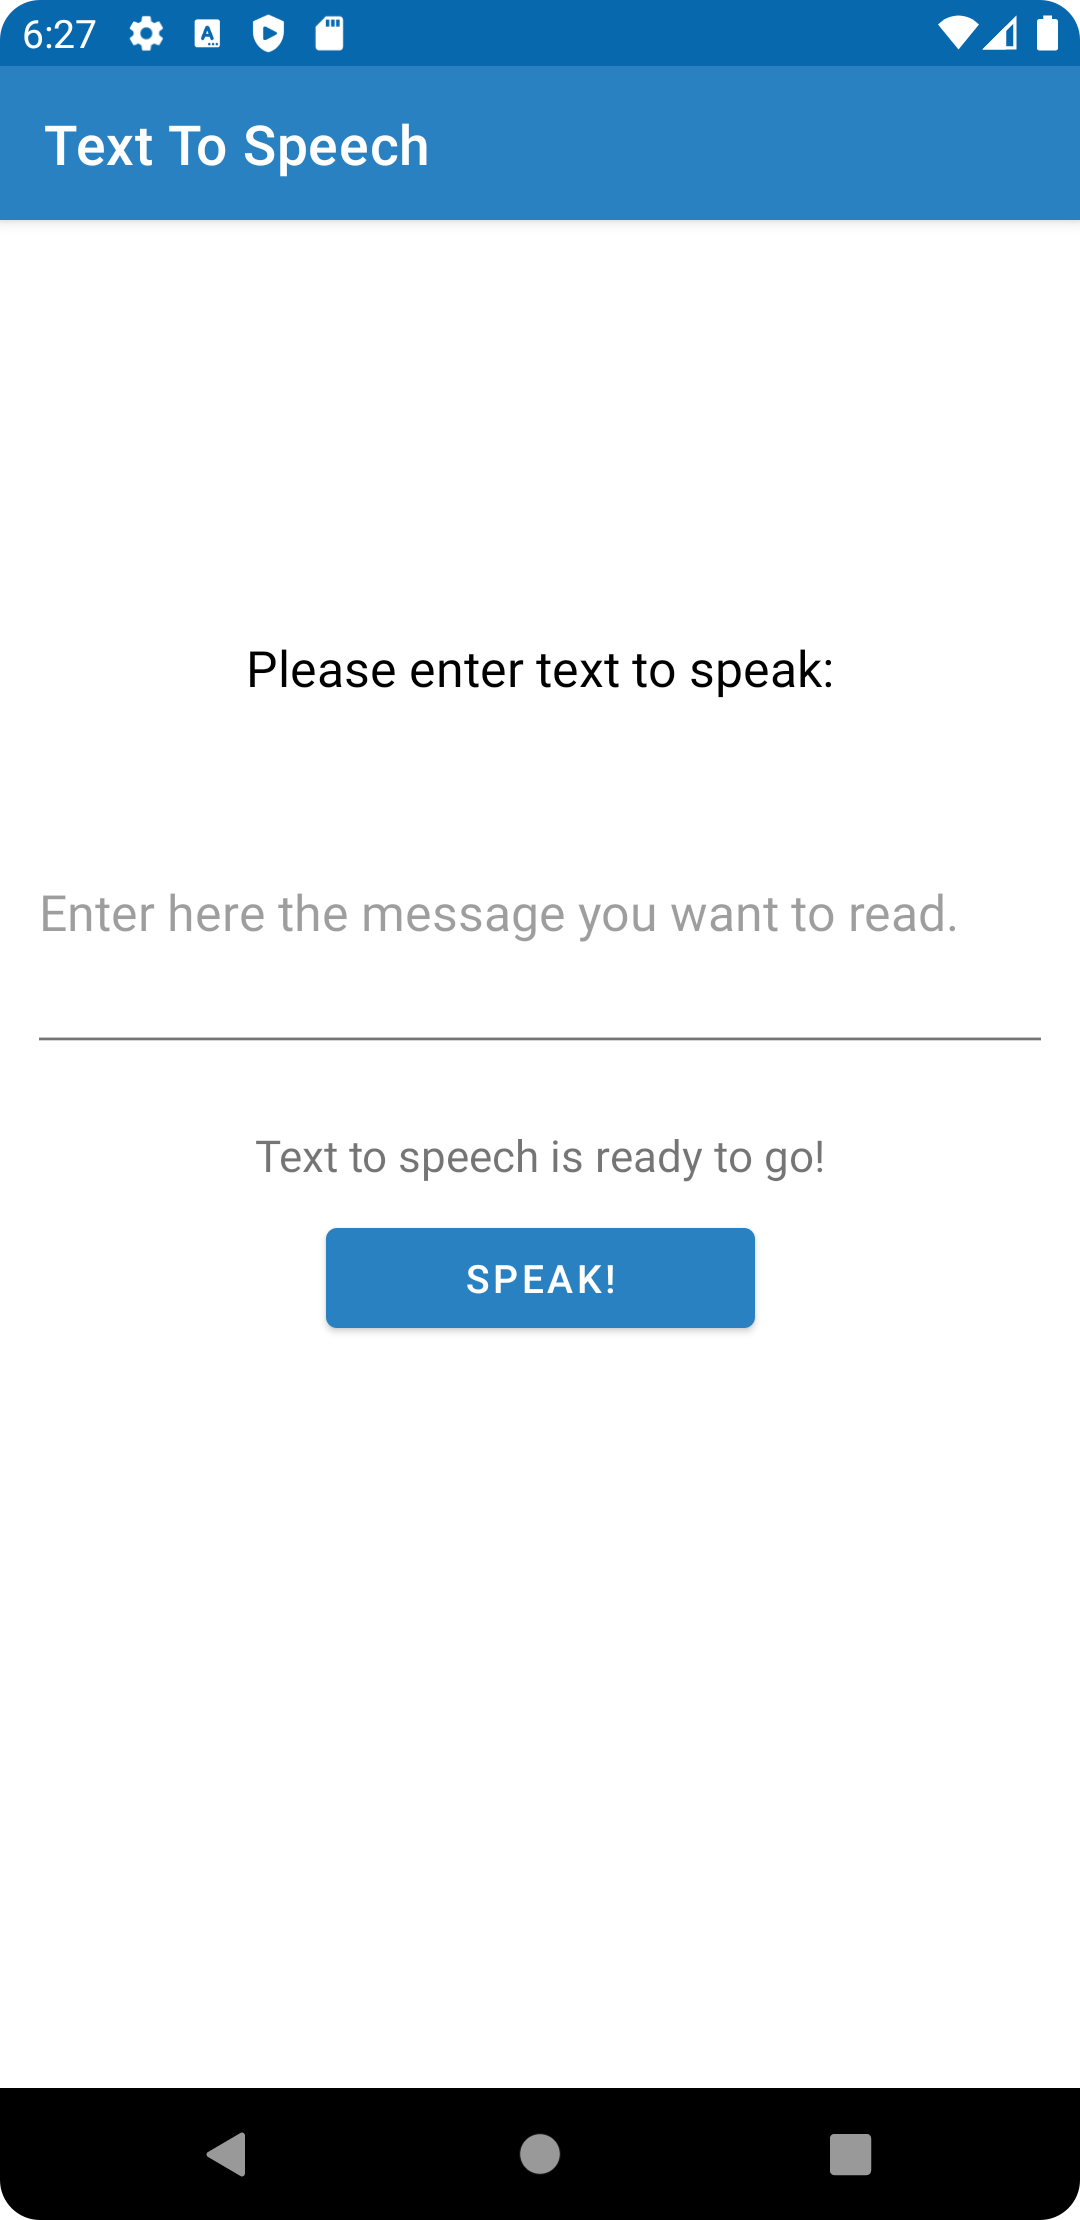 6:27
Text To Speech
Please enter text to speak:
Enter here the message you want to read.
Text to speech is ready to go!
SPEAK!